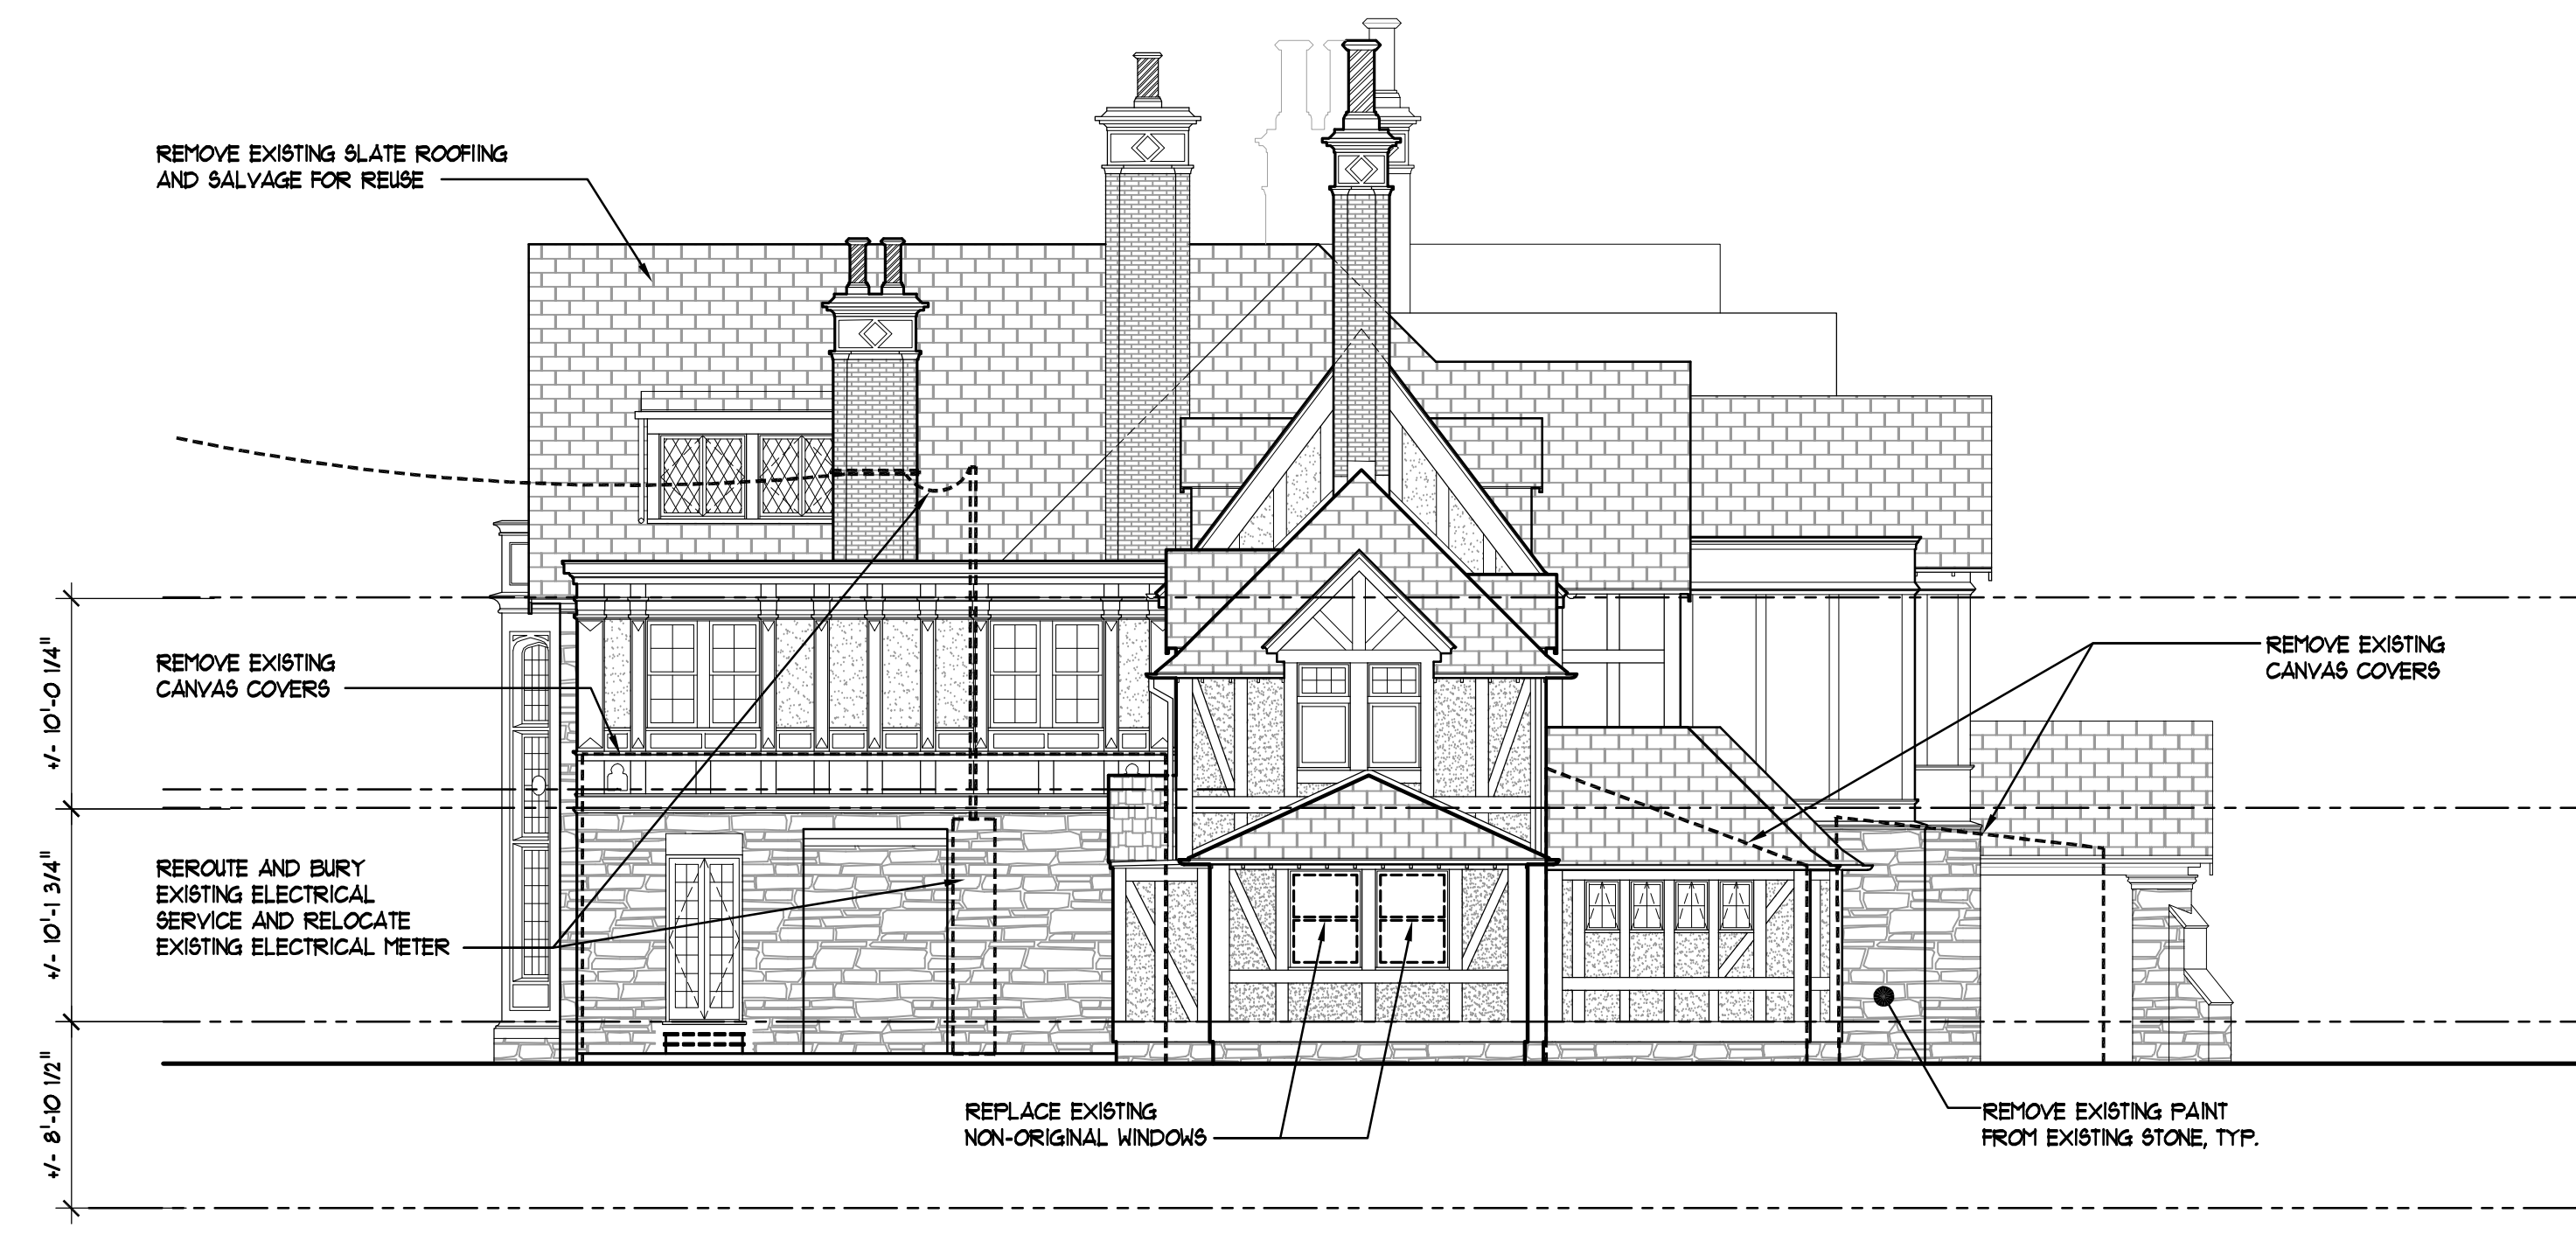 REMOVE EXISTING SLATE ROOFIING
AND SALVAGE FOR REUSE
REMOVE EXISTING
CANVAS COVERS
REMOVE EXISTING
CANVAS COVERS
+/- 10'-0 1/4"
REROUTE AND BURY
EXISTING ELECTRICAL
SERVICE AND RELOCATE
EXISTING ELECTRICAL METER
+/- 10'-1 3/4"
+/- 8'-10 1/2"
REPLACE EXISTING
NON-ORIGINAL WINDOWS
REMOVE EXISTING PAINT
FROM EXISTING STONE, TYP.